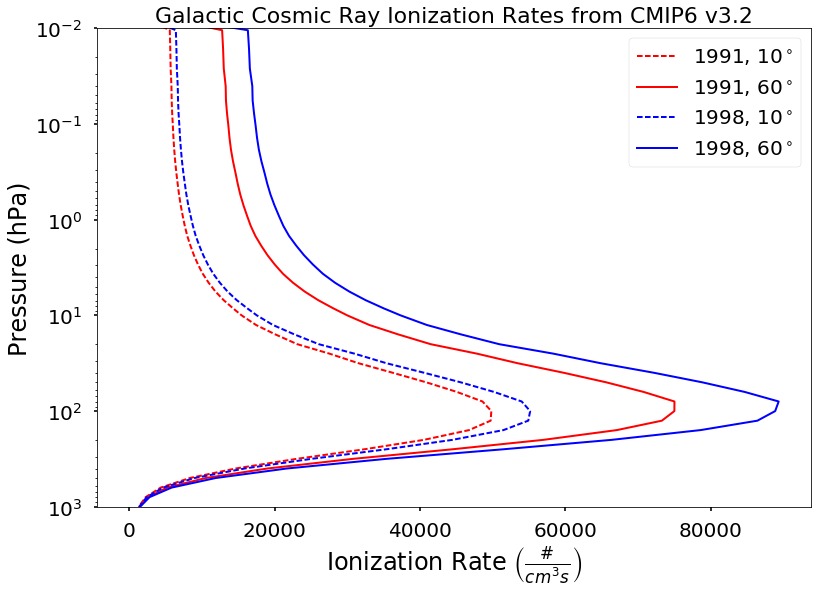 Galactic Cosmic Ray Ionization Rates from CMIP6 v3.2
10⁻²
10⁻¹
10⁰
10¹
10²
10³
Pressure (hPa)
1991, 10°
1991, 60°
1998, 10°
1998, 60°
0 20000 40000 60000 80000
Ionization Rate (#/cm³s)